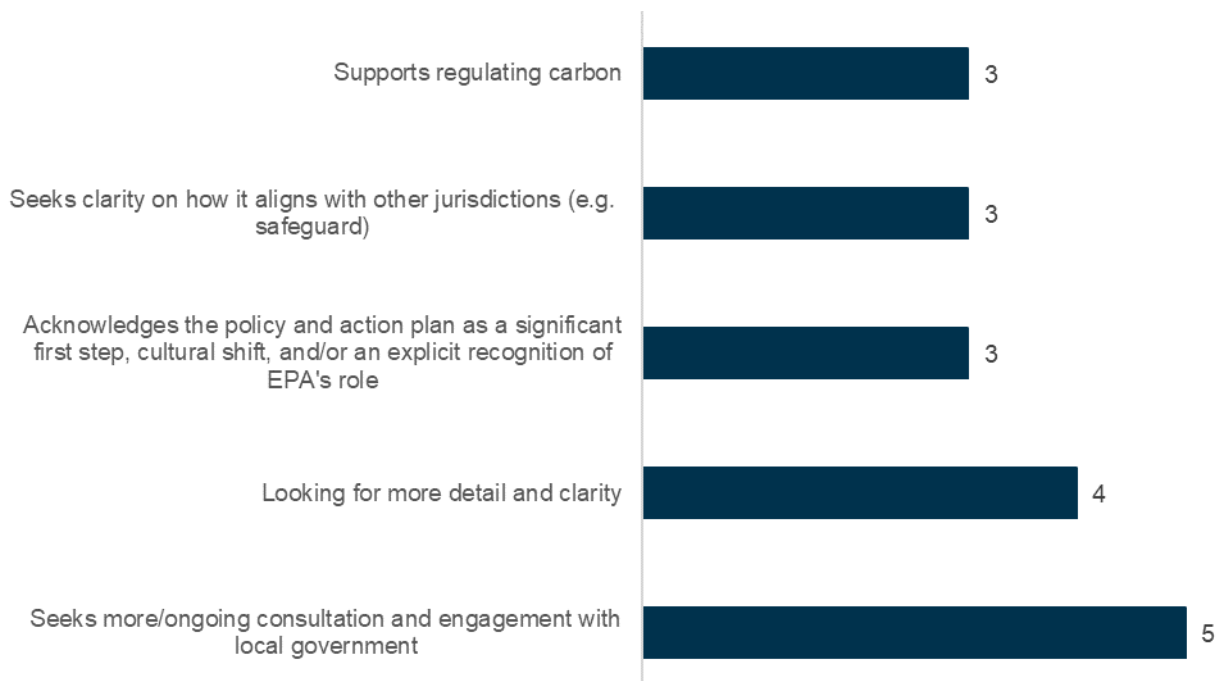 Supports regulating carbon
3
Seeks clarity on how it aligns with other jurisdictions (e.g.
safeguard)
3
Acknowledges the policy and action plan as a significant
first step, cultural shift, and/or an explicit recognition of
EPA's role
3
Looking for more detail and clarity
4
Seeks more/ongoing consultation and engagement with
local government
5